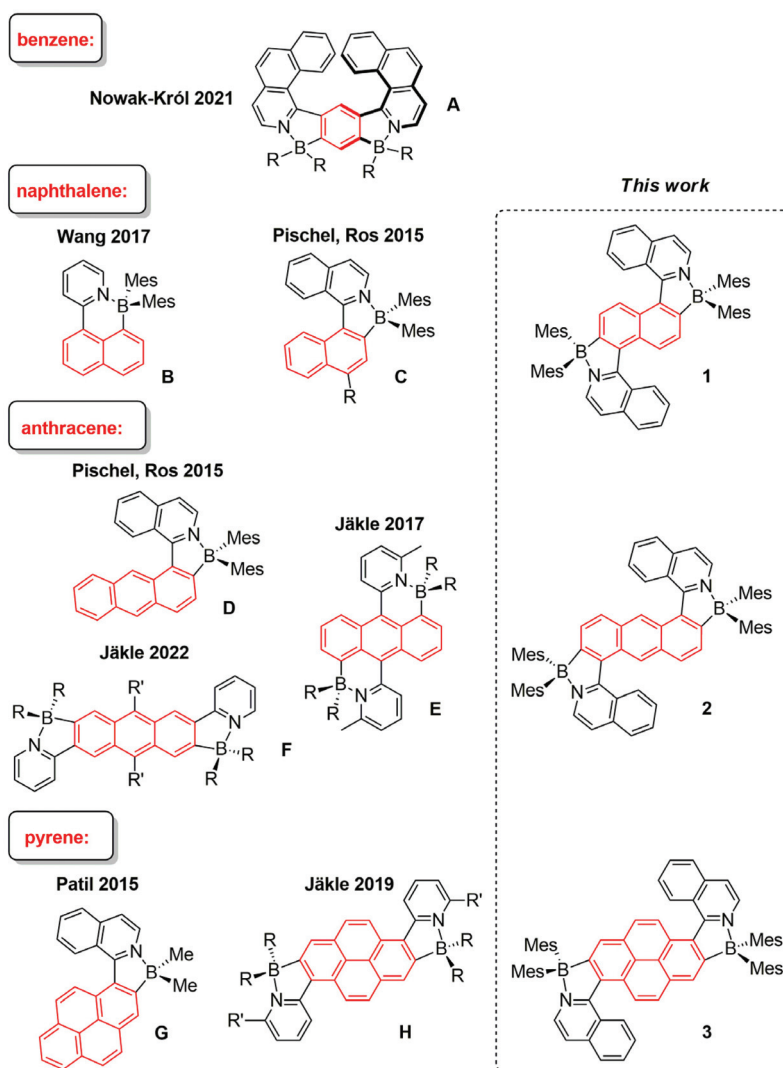 benzene:
Nowak-Król 2021
N
N
A
B
B
R
R
R
R
naphthalene:
This work
Wang 2017
Pischel, Ros 2015
N
Mes
B
Mes
B
N
B
Mes
Mes
R
C
N
B
Mes
Mes
Mes
B
Mes
N
1
anthracene:
Pischel, Ros 2015
N
B
Mes
Mes
D
Jäkle 2017
N
R
B
R
R
B
R
N
E
Jäkle 2022
R
R
B
N
R'
R'
N
B
R
R
F
N
B
Mes
Mes
Mes
B
Mes
N
2
pyrene:
Patil 2015
N
B
Me
Me
G
Jäkle 2019
R'
N
R
B
R
B
R
R
N
R'
H
N
B
Mes
Mes
Mes
B
Mes
N
3